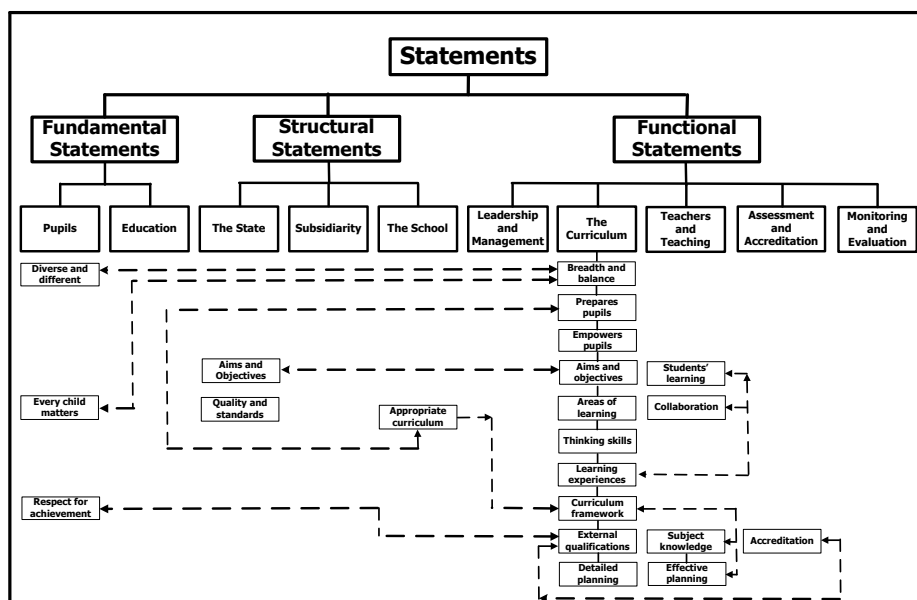 Statements
Fundamental
Statements
Structural
Statements
Functional
Statements
Pupils
Education
The State
Subsidiarity
The School
Leadership
and
Management
The
Curriculum
Teachers
and
Teaching
Assessment
and
Accreditation
Monitoring
and
Evaluation
Diverse and
different
Breadth and
balance
Prepares
pupils
Empowers
pupils
Aims and
Objectives
Aims and
objectives
Students'
learning
Every child
matters
Quality and
standards
Appropriate
curriculum
Areas of
learning
Collaboration
Thinking skills
Learning
experiences
Respect for
achievement
Curriculum
framework
External
qualifications
Subject
knowledge
Accreditation
Detailed
planning
Effective
planning